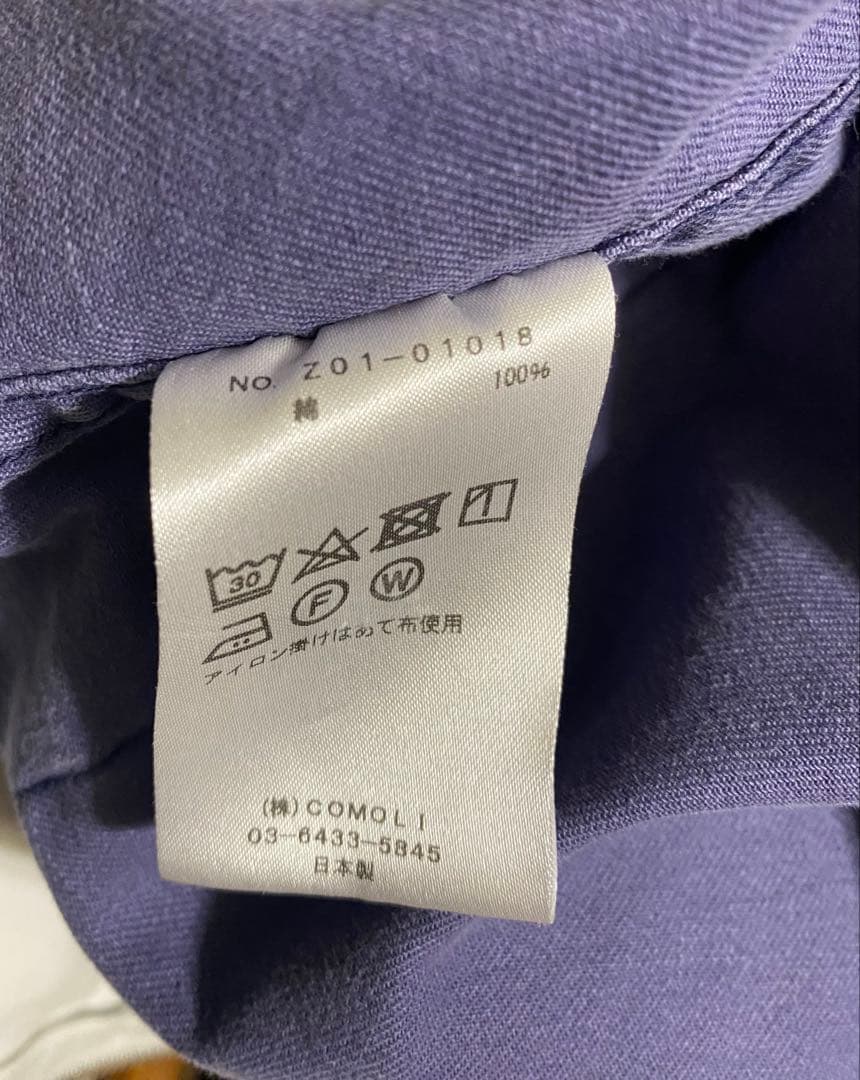 NO. Z01-01018
綿 100%
30
F W
アイロン掛けはあて布使用
(株)COMOLI
03-6433-5845
日本製